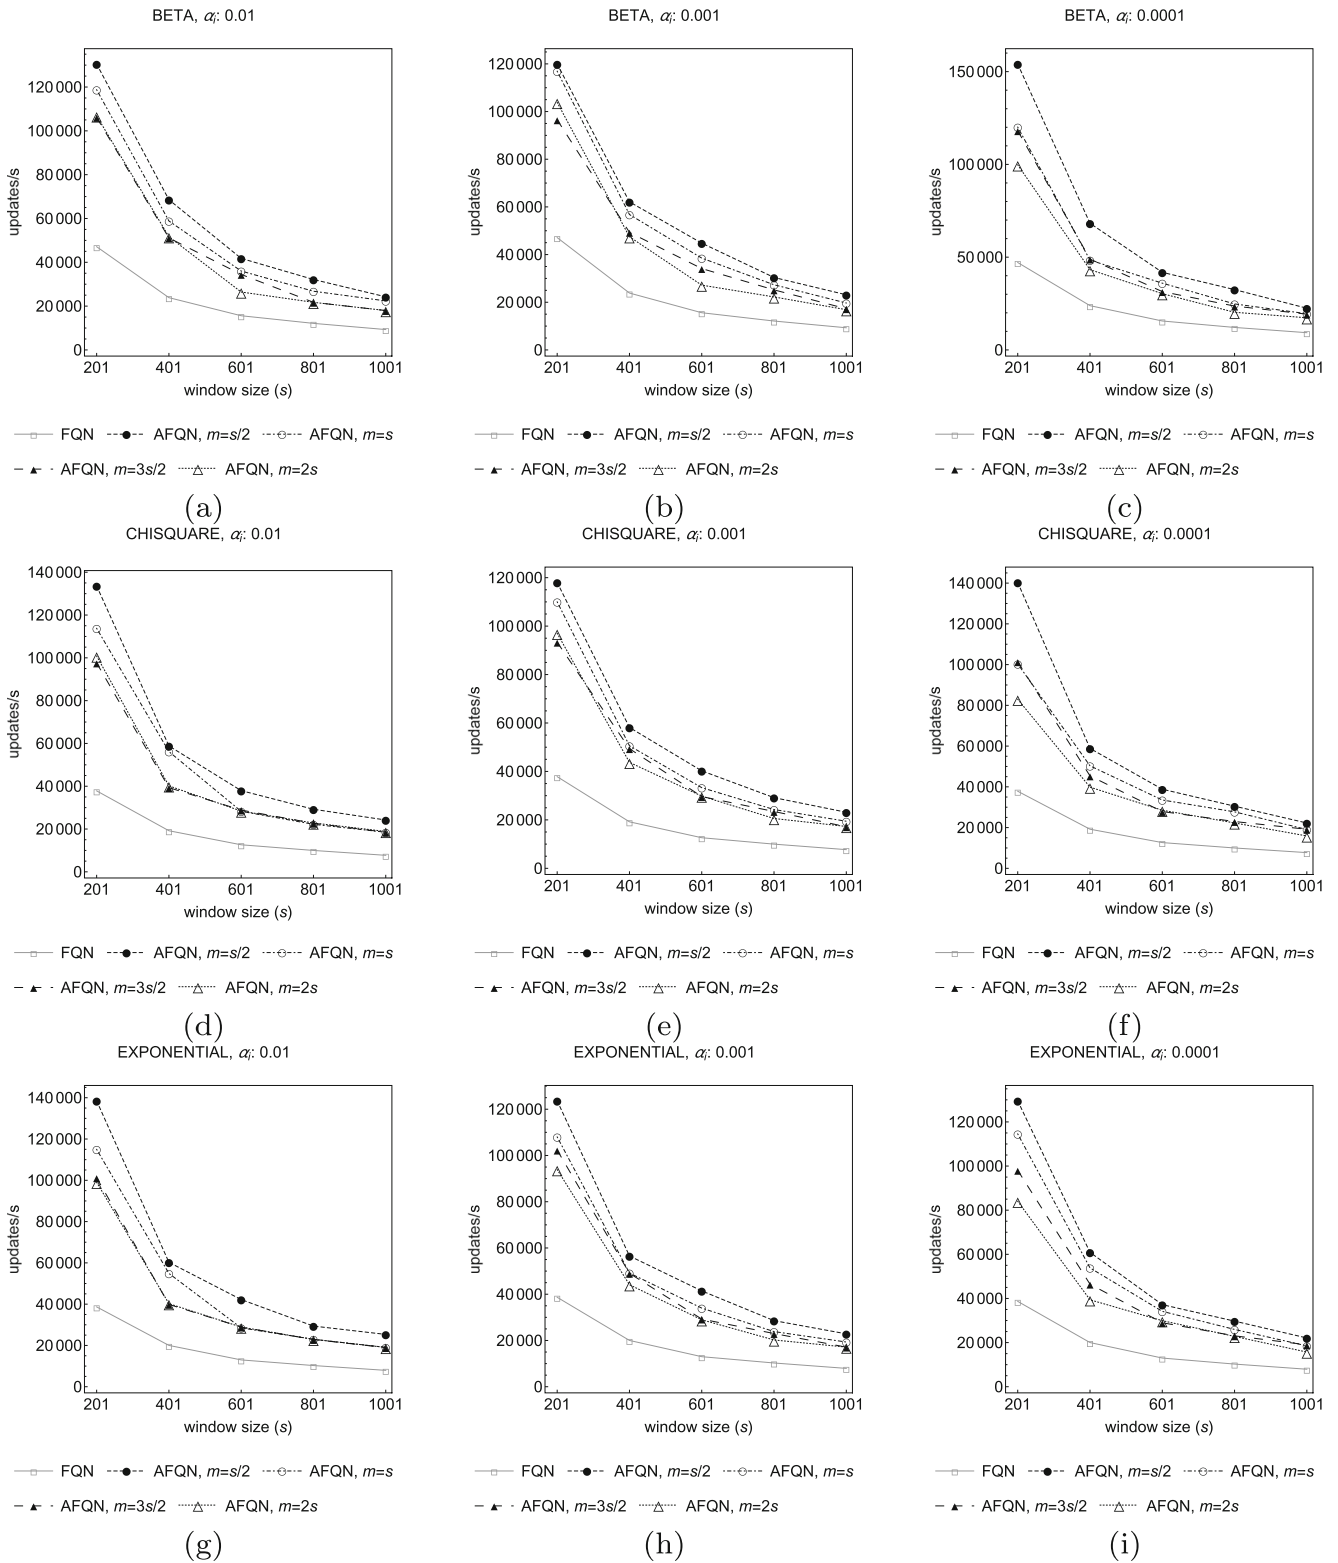 BETA, αi: 0.01
updates/s
120 000
100 000
80 000
60 000
40 000
20 000
0
201 401 601 801 1001
window size (s)
FQN AFQN, m=s/2 AFQN, m=s
AFQN, m=3s/2 AFQN, m=2s
(a)
BETA, αi: 0.001
updates/s
120 000
100 000
80 000
60 000
40 000
20 000
0
201 401 601 801 1001
window size (s)
FQN AFQN, m=s/2 AFQN, m=s
AFQN, m=3s/2 AFQN, m=2s
(b)
BETA, αi: 0.0001
updates/s
150 000
100 000
50 000
0
201 401 601 801 1001
window size (s)
FQN AFQN, m=s/2 AFQN, m=s
AFQN, m=3s/2 AFQN, m=2s
(c)
CHISQUARE, αi: 0.01
updates/s
140 000
120 000
100 000
80 000
60 000
40 000
20 000
0
201 401 601 801 1001
window size (s)
FQN AFQN, m=s/2 AFQN, m=s
AFQN, m=3s/2 AFQN, m=2s
(d)
CHISQUARE, αi: 0.001
updates/s
120 000
100 000
80 000
60 000
40 000
20 000
0
201 401 601 801 1001
window size (s)
FQN AFQN, m=s/2 AFQN, m=s
AFQN, m=3s/2 AFQN, m=2s
(e)
CHISQUARE, αi: 0.0001
updates/s
140 000
120 000
100 000
80 000
60 000
40 000
20 000
0
201 401 601 801 1001
window size (s)
FQN AFQN, m=s/2 AFQN, m=s
AFQN, m=3s/2 AFQN, m=2s
(f)
EXPONENTIAL, αi: 0.01
updates/s
140 000
120 000
100 000
80 000
60 000
40 000
20 000
0
201 401 601 801 1001
window size (s)
FQN AFQN, m=s/2 AFQN, m=s
AFQN, m=3s/2 AFQN, m=2s
(g)
EXPONENTIAL, αi: 0.001
updates/s
120 000
100 000
80 000
60 000
40 000
20 000
0
201 401 601 801 1001
window size (s)
FQN AFQN, m=s/2 AFQN, m=s
AFQN, m=3s/2 AFQN, m=2s
(h)
EXPONENTIAL, αi: 0.0001
updates/s
120 000
100 000
80 000
60 000
40 000
20 000
0
201 401 601 801 1001
window size (s)
FQN AFQN, m=s/2 AFQN, m=s
AFQN, m=3s/2 AFQN, m=2s
(i)